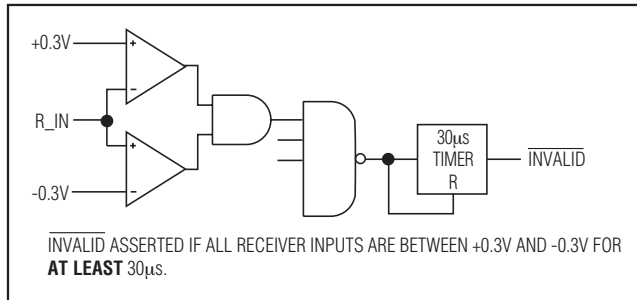 +0.3V
+
-
R_IN
+
-
-0.3V
30μs
TIMER
R
INVALID
INVALID ASSERTED IF ALL RECEIVER INPUTS ARE BETWEEN +0.3V AND -0.3V FOR
AT LEAST 30μs.